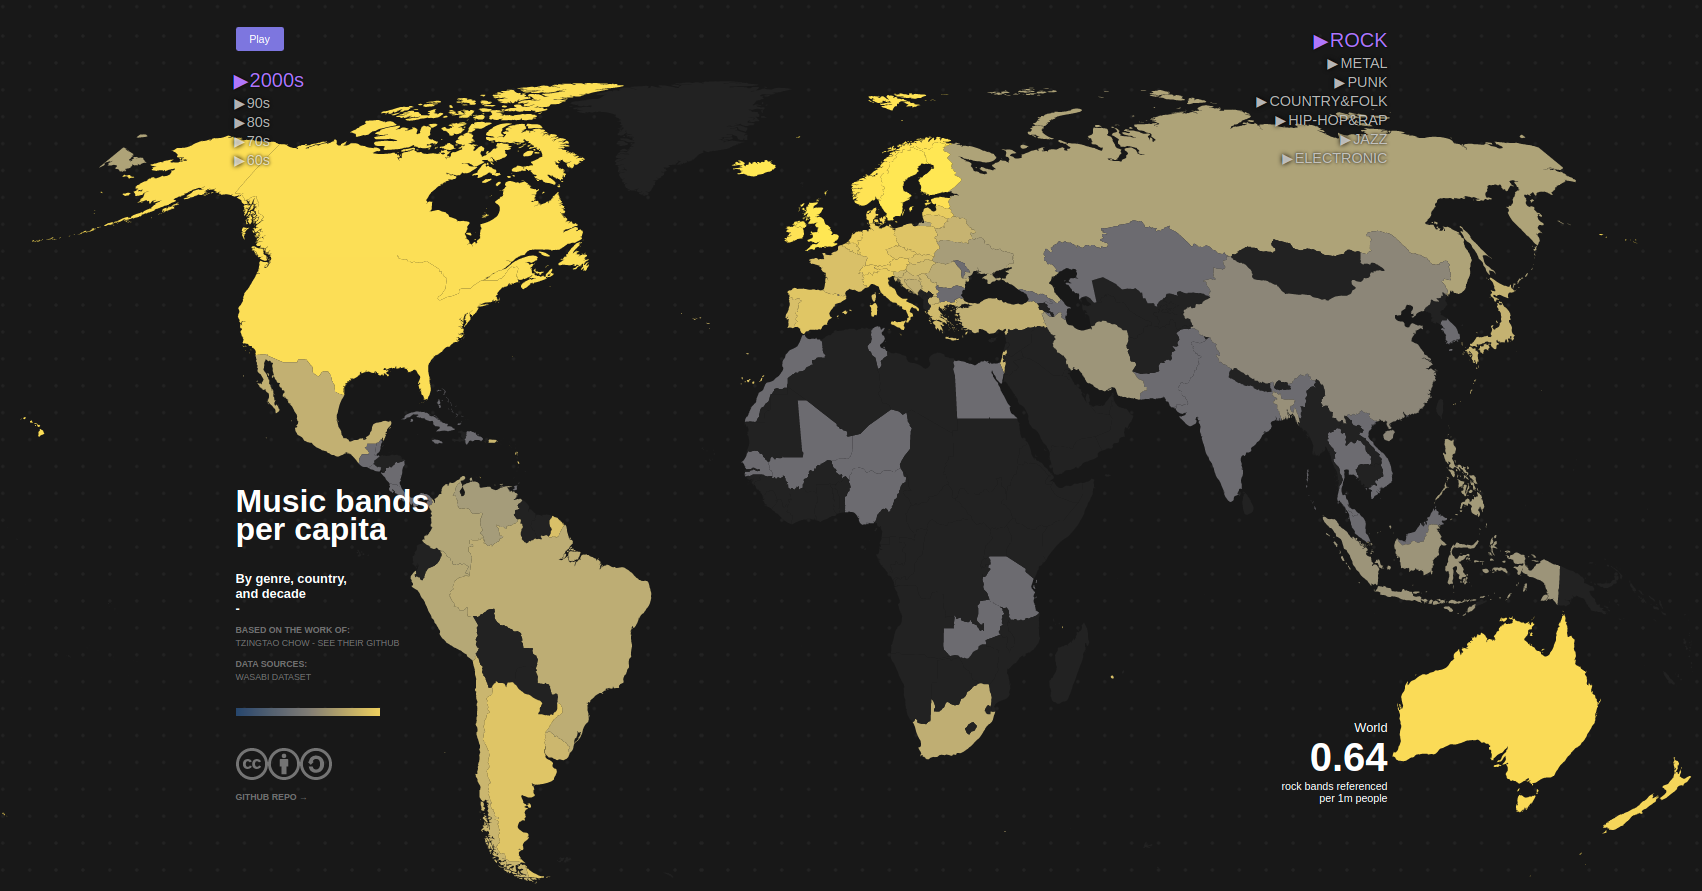 Play
▶2000s
▶90s
▶80s
▶70s
▶60s
▶ROCK
▶METAL
▶PUNK
▶COUNTRY&FOLK
▶HIP-HOP&RAP
▶JAZZ
▶ELECTRONIC
Music bands
per capita
By genre, country,
and decade
-
BASED ON THE WORK OF:
TZINGTAO CHOW - SEE THEIR GITHUB
DATA SOURCES:
WASABI DATASET
cc
GITHUB REPO →
World
0.64
rock bands referenced
per 1m people